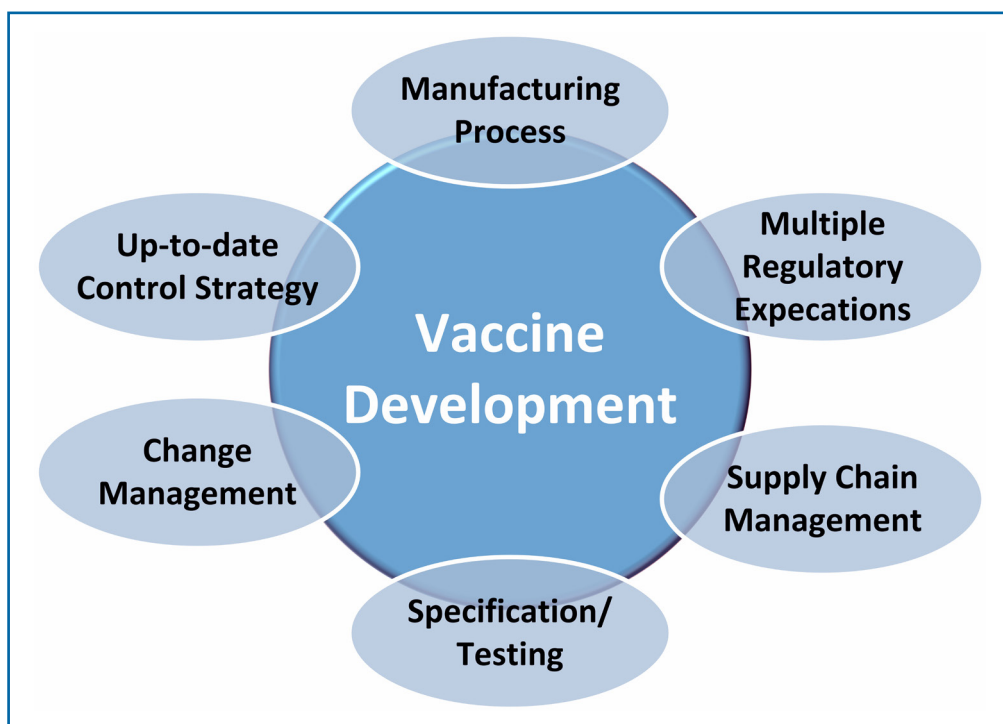 Manufacturing
Process
Up-to-date
Control Strategy
Multiple
Regulatory
Expecations
Vaccine
Development
Change
Management
Supply Chain
Management
Specification/
Testing